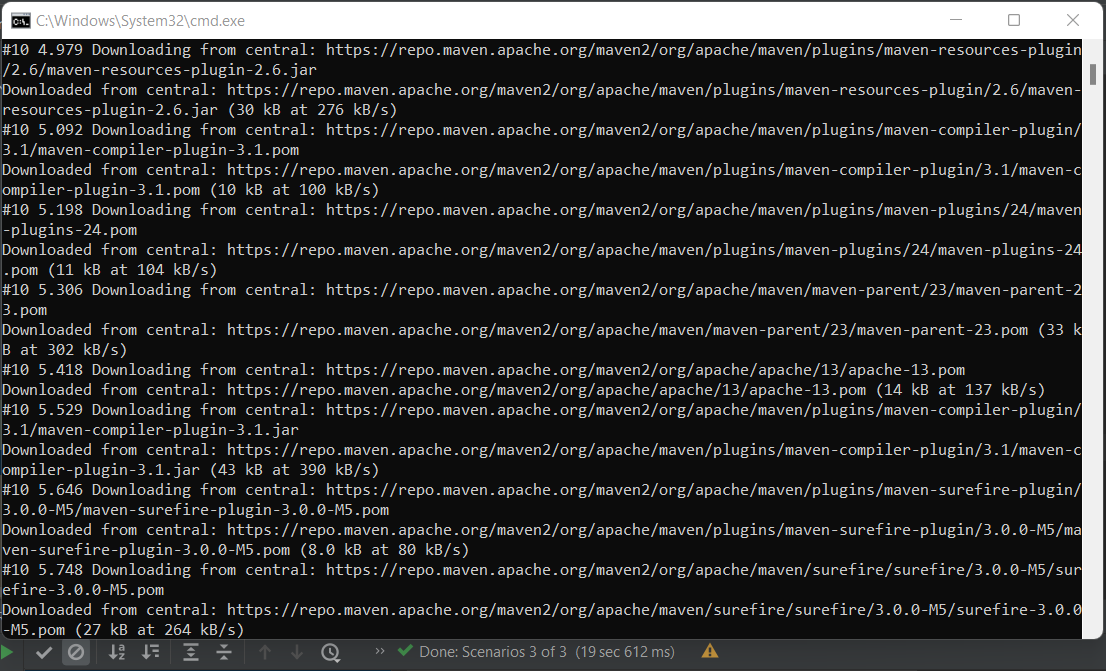 C:\Windows\System32\cmd.exe
#10 4.979 Downloading from central: https://repo.maven.apache.org/maven2/org/apache/maven/plugins/maven-resources-plugin
/2.6/maven-resources-plugin-2.6.jar
Downloaded from central: https://repo.maven.apache.org/maven2/org/apache/maven/plugins/maven-resources-plugin/2.6/maven-
resources-plugin-2.6.jar (30 kB at 276 kB/s)
#10 5.092 Downloading from central: https://repo.maven.apache.org/maven2/org/apache/maven/plugins/maven-compiler-plugin/
3.1/maven-compiler-plugin-3.1.pom
Downloaded from central: https://repo.maven.apache.org/maven2/org/apache/maven/plugins/maven-compiler-plugin/3.1/maven-c
ompiler-plugin-3.1.pom (10 kB at 100 kB/s)
#10 5.198 Downloading from central: https://repo.maven.apache.org/maven2/org/apache/maven/plugins/maven-plugins/24/maven
-plugins-24.pom
Downloaded from central: https://repo.maven.apache.org/maven2/org/apache/maven/plugins/maven-plugins/24/maven-plugins-24
.pom (11 kB at 104 kB/s)
#10 5.306 Downloading from central: https://repo.maven.apache.org/maven2/org/apache/maven/maven-parent/23/maven-parent-2
3.pom
Downloaded from central: https://repo.maven.apache.org/maven2/org/apache/maven/maven-parent/23/maven-parent-23.pom (33 k
B at 302 kB/s)
#10 5.418 Downloading from central: https://repo.maven.apache.org/maven2/org/apache/apache/13/apache-13.pom
Downloaded from central: https://repo.maven.apache.org/maven2/org/apache/apache/13/apache-13.pom (14 kB at 137 kB/s)
#10 5.529 Downloading from central: https://repo.maven.apache.org/maven2/org/apache/maven/plugins/maven-compiler-plugin/
3.1/maven-compiler-plugin-3.1.jar
Downloaded from central: https://repo.maven.apache.org/maven2/org/apache/maven/plugins/maven-compiler-plugin/3.1/maven-c
ompiler-plugin-3.1.jar (43 kB at 390 kB/s)
#10 5.646 Downloading from central: https://repo.maven.apache.org/maven2/org/apache/maven/plugins/maven-surefire-plugin/
3.0.0-M5/maven-surefire-plugin-3.0.0-M5.pom
Downloaded from central: https://repo.maven.apache.org/maven2/org/apache/maven/plugins/maven-surefire-plugin/3.0.0-M5/ma
ven-surefire-plugin-3.0.0-M5.pom (8.0 kB at 80 kB/s)
#10 5.748 Downloading from central: https://repo.maven.apache.org/maven2/org/apache/maven/surefire/surefire/3.0.0-M5/sur
efire-3.0.0-M5.pom
Downloaded from central: https://repo.maven.apache.org/maven2/org/apache/maven/surefire/surefire/3.0.0-M5/surefire-3.0.0
-M5.pom (27 kB at 264 kB/s)
Done: Scenarios 3 of 3 (19 sec 612 ms)